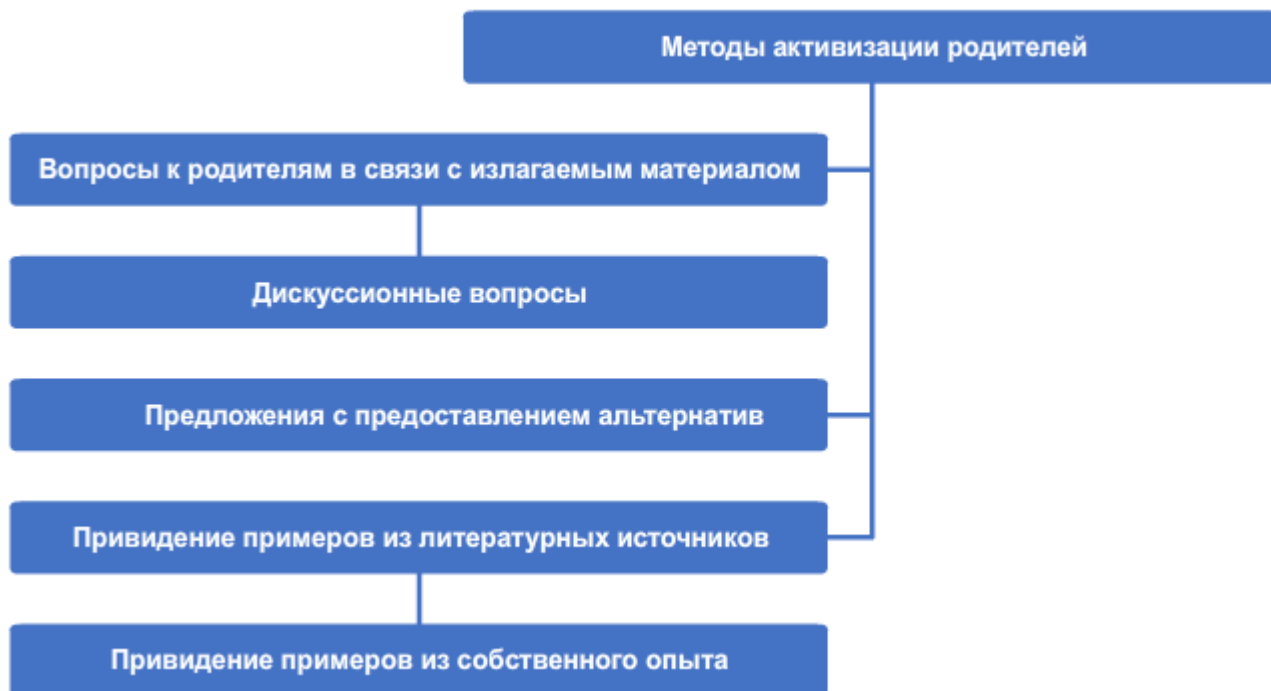 Методы активизации родителей
Вопросы к родителям в связи с излагаемым материалом
Дискуссионные вопросы
Предложения с предоставлением альтернатив
Привидение примеров из литературных источников
Привидение примеров из собственного опыта